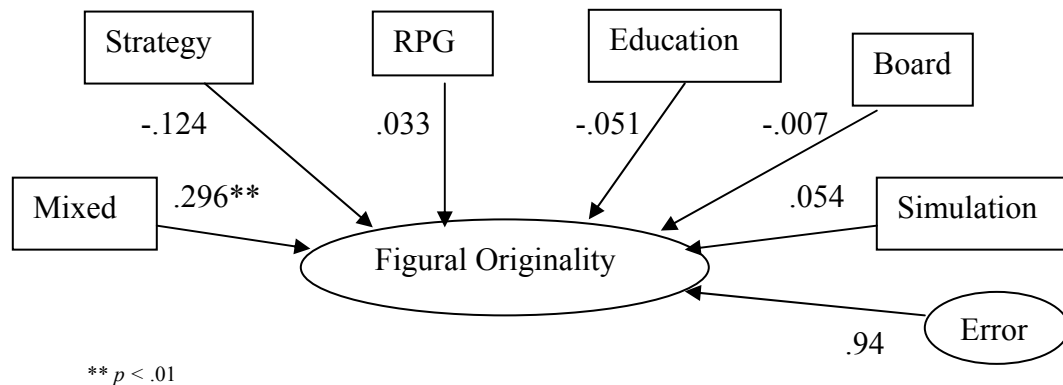 Strategy
RPG
Education
Board
-.124
.033
-.051
-.007
Mixed
.296**
.054
Simulation
Figural Originality
.94
Error
** p < .01